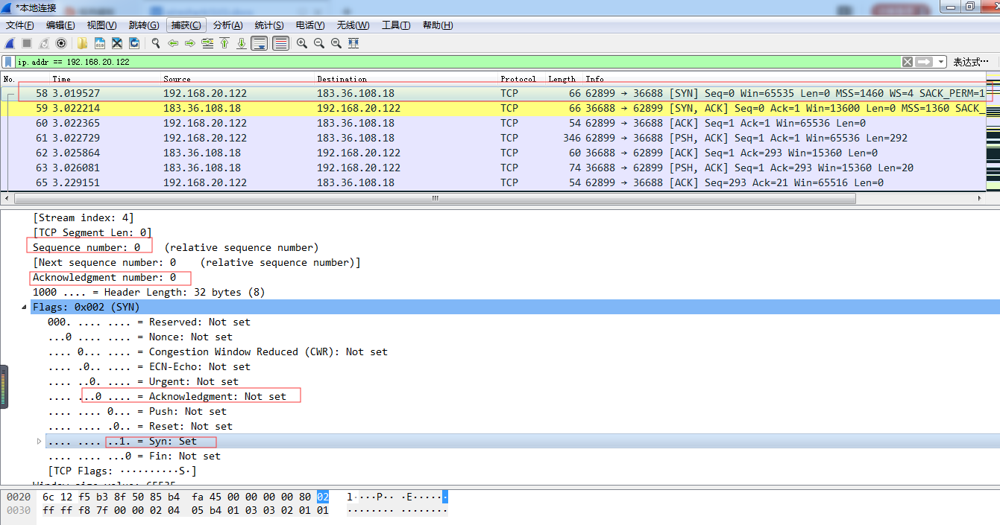 *本地连接
文件(F) 编辑(E) 视图(V) 跳转(G) 捕获(C) 分析(A) 统计(S) 电话(Y) 无线(W) 工具(T) 帮助(H)
ip.addr == 192.168.20.122 表达式…
No. Time Source Destination Protocol Length Info
58 3.019527 192.168.20.122 183.36.108.18 TCP 66 62899 → 36688 [SYN] Seq=0 Win=65535 Len=0 MSS=1460 WS=4 SACK_PERM=1
59 3.022214 183.36.108.18 192.168.20.122 TCP 66 36688 → 62899 [SYN, ACK] Seq=0 Ack=1 Win=13600 Len=0 MSS=1360 SACK_
60 3.022365 192.168.20.122 183.36.108.18 TCP 54 62899 → 36688 [ACK] Seq=1 Ack=1 Win=65536 Len=0
61 3.022729 192.168.20.122 183.36.108.18 TCP 346 62899 → 36688 [PSH, ACK] Seq=1 Ack=1 Win=65536 Len=292
62 3.025864 183.36.108.18 192.168.20.122 TCP 60 36688 → 62899 [ACK] Seq=1 Ack=293 Win=15360 Len=0
63 3.026081 183.36.108.18 192.168.20.122 TCP 74 36688 → 62899 [PSH, ACK] Seq=1 Ack=293 Win=15360 Len=20
65 3.229151 192.168.20.122 183.36.108.18 TCP 54 62899 → 36688 [ACK] Seq=293 Ack=21 Win=65516 Len=0
[Stream index: 4]
[TCP Segment Len: 0]
Sequence number: 0 (relative sequence number)
[Next sequence number: 0 (relative sequence number)]
Acknowledgment number: 0
1000 .... = Header Length: 32 bytes (8)
Flags: 0x002 (SYN)
000. .... .... = Reserved: Not set
...0 .... .... = Nonce: Not set
.... 0... .... = Congestion Window Reduced (CWR): Not set
.... .0.. .... = ECN-Echo: Not set
.... ..0. .... = Urgent: Not set
.... ...0 .... = Acknowledgment: Not set
.... .... 0... = Push: Not set
.... .... .0.. = Reset: Not set
.... .... ..1. = Syn: Set
.... .... ...0 = Fin: Not set
[TCP Flags: ··········S·]
Window size value: 65535
0020 6c 12 f5 b3 8f 50 85 b4 fa 45 00 00 00 00 80 02 l····P·· ·E······
0030 ff ff f8 7f 00 00 02 04 05 b4 01 03 03 02 01 01 ········ ········